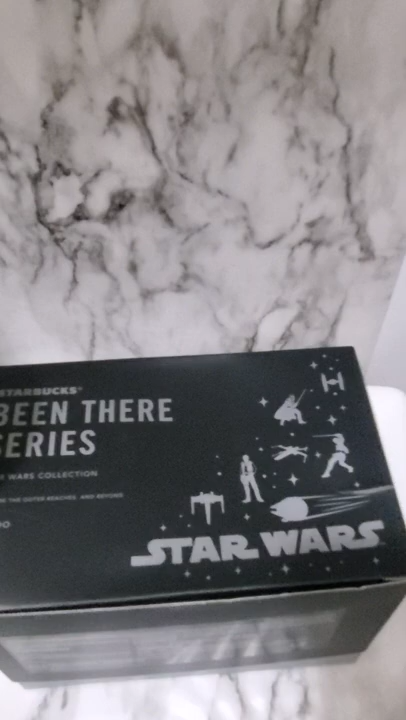 STARBUCKS®
BEEN THERE
SERIES
WARS COLLECTION
THE OUTER REACHES AND BEYOND
STAR WARS